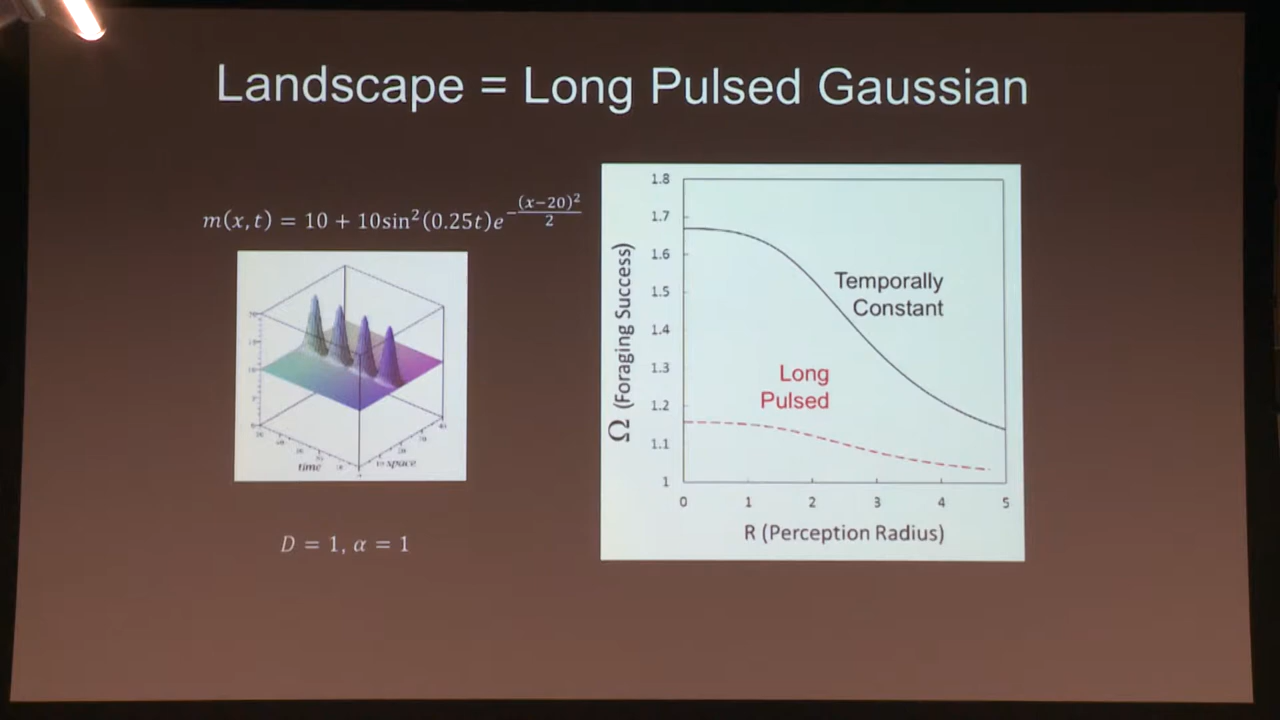 Landscape = Long Pulsed Gaussian
m(x,t) = 10 + 10sin²(0.25t)e^−(x−20)²/2
time
space
D = 1, α = 1
1.8
1.7
1.6
1.5
1.4
1.3
1.2
1.1
1
Ω (Foraging Success)
Temporally
Constant
Long
Pulsed
0 1 2 3 4 5
R (Perception Radius)